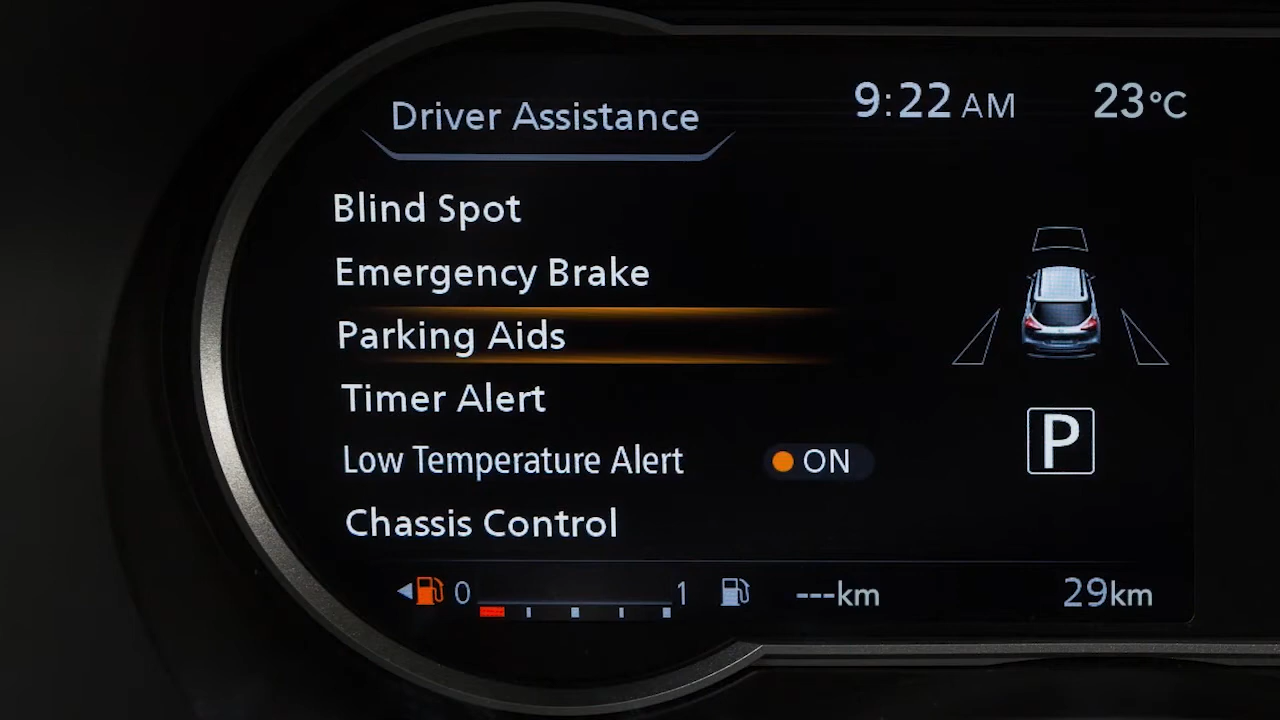 Driver Assistance
9:22 AM
23°C
Blind Spot
Emergency Brake
Parking Aids
Timer Alert
Low Temperature Alert
ON
Chassis Control
P
0
1
---km
29km